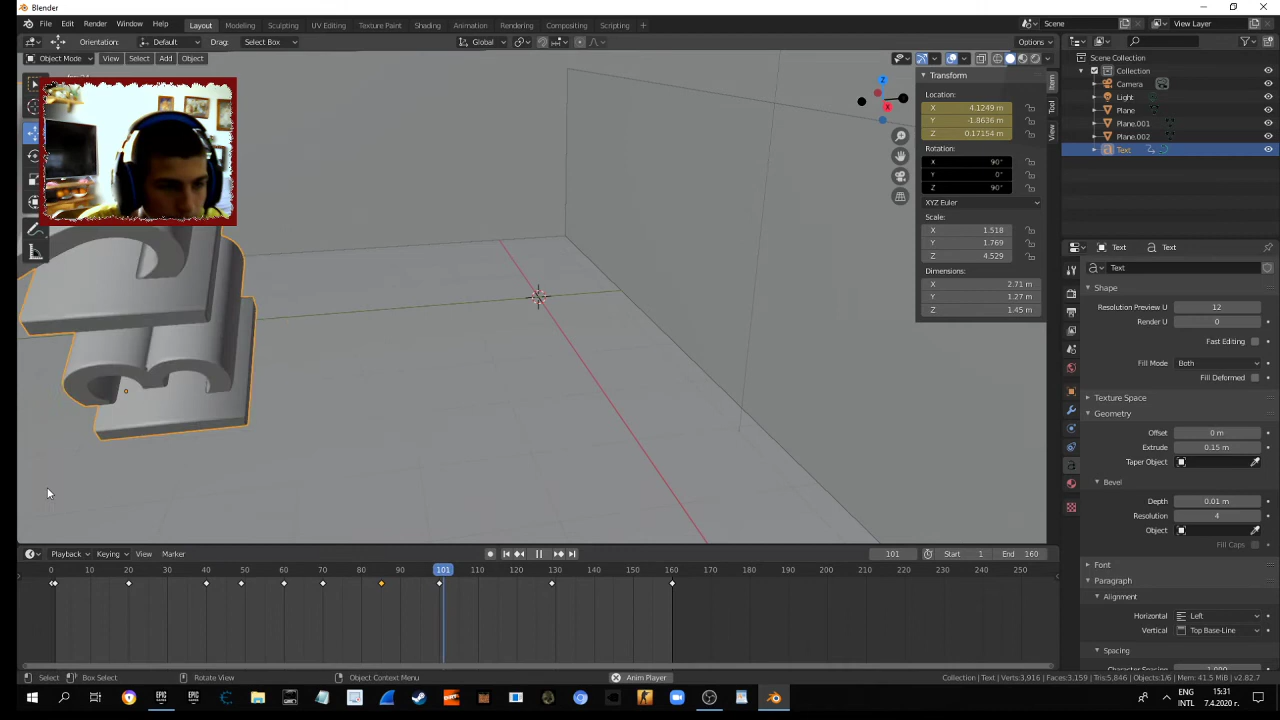 Blender
File Edit Render Window Help Layout Modeling Sculpting UV Editing Texture Paint Shading Animation Rendering Compositing Scripting + Scene View Layer
Orientation: Default Drag: Select Box Global Options
Object Mode View Select Add Object
Transform
Location:
X 4.1249 m
Y -1.8636 m
Z 0.17154 m
Rotation:
X 90°
Y 0°
Z 90°
XYZ Euler
Scale:
X 1.518
Y 1.769
Z 4.529
Dimensions:
X 2.71 m
Y 1.27 m
Z 1.45 m
Item
Tool
View
Z
X
Scene Collection
Collection
Camera
Light
Plane
Plane.001
Plane.002
Text
Text Text
Text
Shape
Resolution Preview U 12
Render U 0
Fast Editing
Fill Mode Both
Fill Deformed
Texture Space
Geometry
Offset 0 m
Extrude 0.15 m
Taper Object
Bevel
Depth 0.01 m
Resolution 4
Object
Fill Caps
Font
Paragraph
Alignment
Horizontal Left
Vertical Top Base-Line
Spacing
Playback Keying View Marker 101 Start 1 End 160
0 10 20 30 40 50 60 70 80 90 101 110 120 130 140 150 160 170 180 190 200 210 220 230 240 250
Select Box Select Rotate View Object Context Menu Anim Player Collection | Text | Verts:3,916 | Faces:3,159 | Tris:5,846 | Objects:1/6 | Mem: 41.5 MiB | v2.82.7
ENG
INTL
15:31
7.4.2020 г.